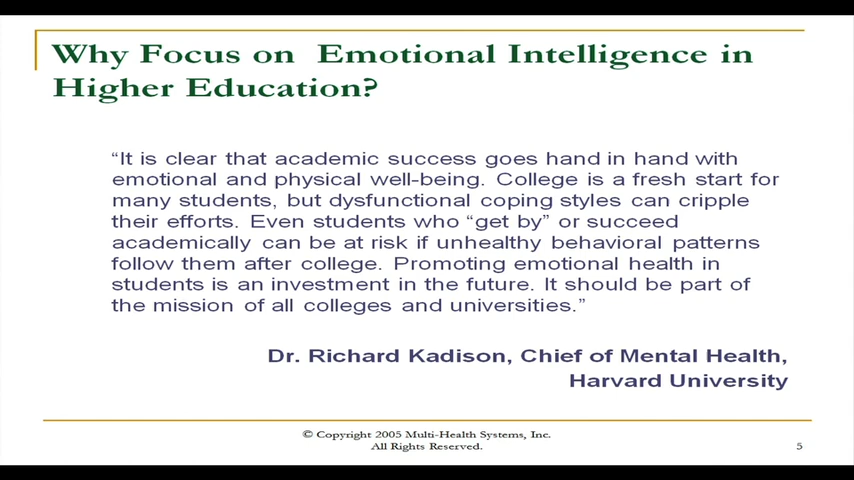 Why Focus on Emotional Intelligence in
Higher Education?
“It is clear that academic success goes hand in hand with
emotional and physical well-being. College is a fresh start for
many students, but dysfunctional coping styles can cripple
their efforts. Even students who “get by” or succeed
academically can be at risk if unhealthy behavioral patterns
follow them after college. Promoting emotional health in
students is an investment in the future. It should be part of
the mission of all colleges and universities.”
Dr. Richard Kadison, Chief of Mental Health,
Harvard University
© Copyright 2005 Multi-Health Systems, Inc.
All Rights Reserved.
5